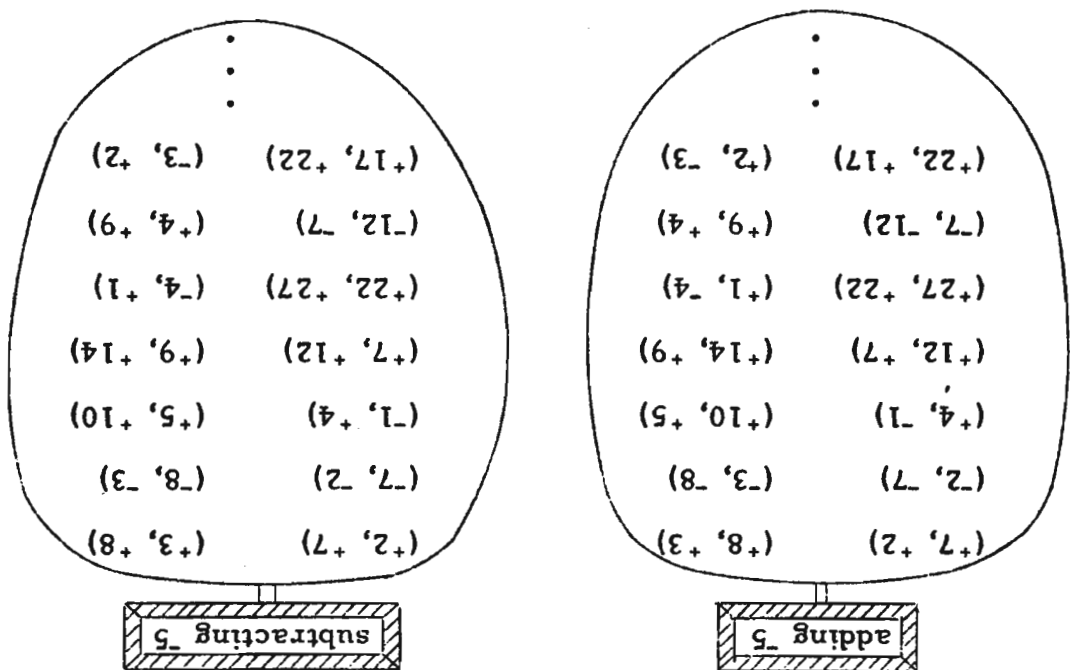 adding ⁻5
(⁺7, ⁺2) (⁺8, ⁺3)
(⁻2, ⁻7) (⁻3, ⁻8)
(⁺4, ⁻1) (⁺10, ⁺5)
(⁺12, ⁺7) (⁺14, ⁺9)
(⁺27, ⁺22) (⁺1, ⁻4)
(⁻7, ⁻12) (⁺9, ⁺4)
(⁺22, ⁺17) (⁺2, ⁻3)
subtracting ⁻5
(⁺2, ⁺7) (⁺3, ⁺8)
(⁻7, ⁻2) (⁻8, ⁻3)
(⁻1, ⁺4) (⁺5, ⁺10)
(⁺7, ⁺12) (⁺9, ⁺14)
(⁺22, ⁺27) (⁻4, ⁺1)
(⁻12, ⁻7) (⁺4, ⁺9)
(⁺17, ⁺22) (⁻3, ⁺2)